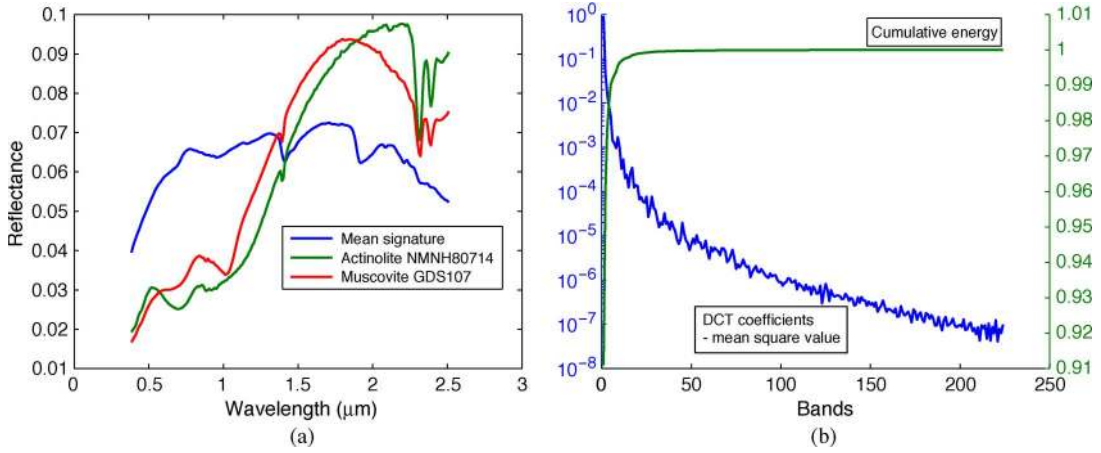 0.1
0.09
0.08
0.07
0.06
0.05
0.04
0.03
0.02
0.01
Reflectance
Mean signature
Actinolite NMNH80714
Muscovite GDS107
0 0.5 1 1.5 2 2.5 3
Wavelength (μm)
(a)
10^0
10^-1
10^-2
10^-3
10^-4
10^-5
10^-6
10^-7
10^-8
Cumulative energy
DCT coefficients
- mean square value
1.01
1
0.99
0.98
0.97
0.96
0.95
0.94
0.93
0.92
0.91
0 50 100 150 200 250
Bands
(b)